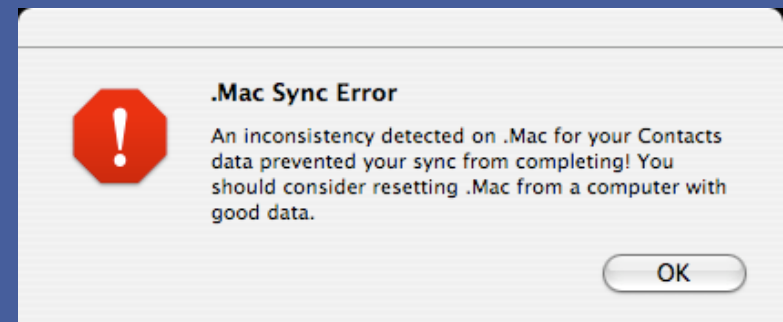 .Mac Sync Error
An inconsistency detected on .Mac for your Contacts
data prevented your sync from completing! You
should consider resetting .Mac from a computer with
good data.
OK